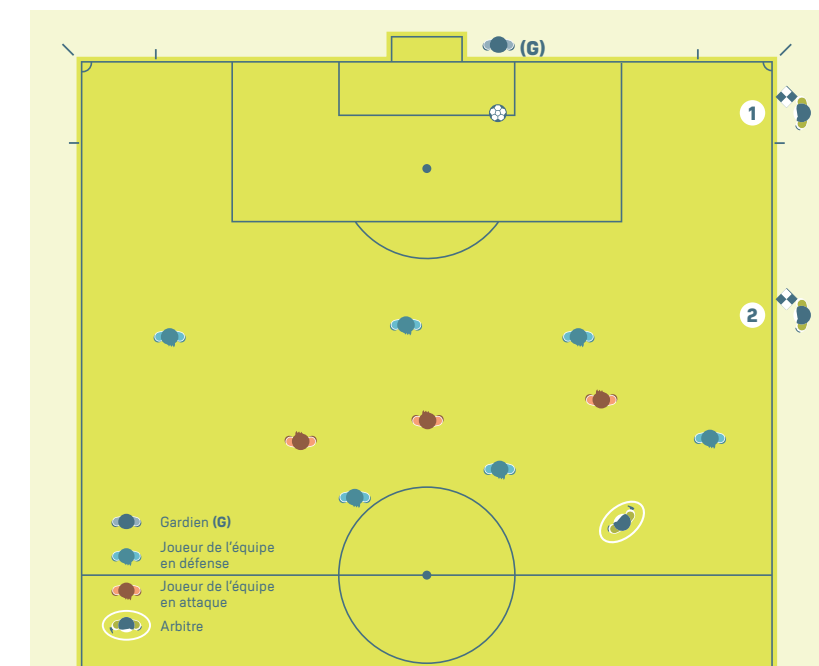 (G)
1
2
Gardien (G)
Joueur de l'équipe
en défense
Joueur de l'équipe
en attaque
Arbitre